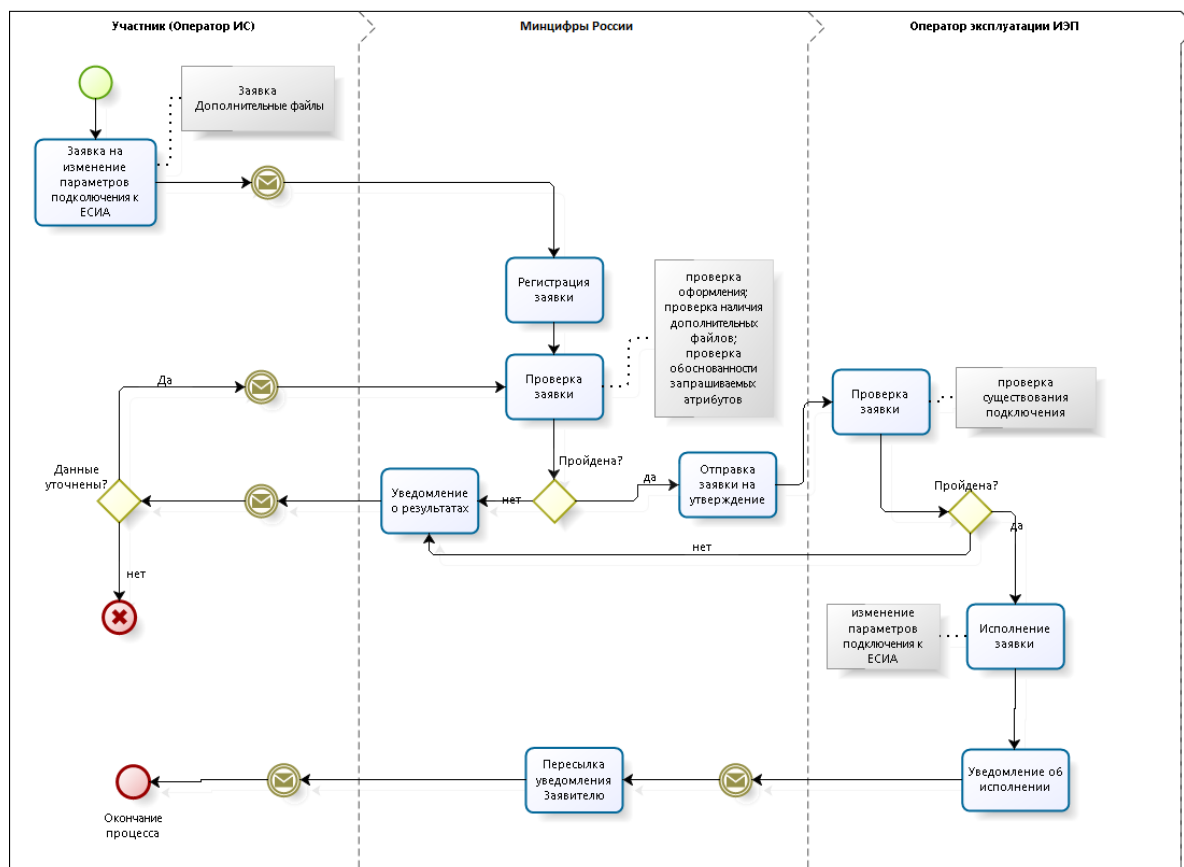 Участник (Оператор ИС)
Минцифры России
Оператор эксплуатации ИЭП
Заявка
Дополнительные файлы
Заявка на
изменение
параметров
подколючения к
ЕСИА
Регистрация
заявки
проверка
оформления;
проверка наличия
дополнительных
файлов;
проверка
обоснованности
запрашиваемых
атрибутов
Да
Проверка
заявки
Проверка
заявки
проверка
существования
подключения
Данные
уточнены?
Уведомление
о результатах
нет
Пройдена?
да
Отправка
заявки на
утверждение
Пройдена?
да
нет
нет
изменение
параметров
подключения к
ЕСИА
Исполнение
заявки
Пересылка
уведомления
Заявителю
Уведомление об
исполнении
Окончание
процесса